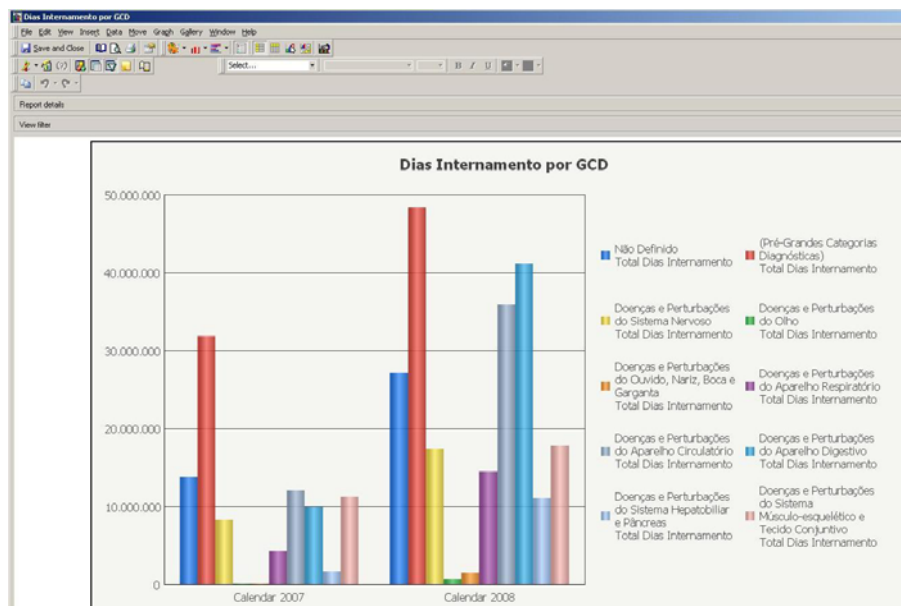 Dias Internamento por GCD
File Edit View Insert Data Move Graph Gallery Window Help
Save and Close
Select...
B I U
Report details
View filter
Dias Internamento por GCD
50.000.000
40.000.000
30.000.000
20.000.000
10.000.000
0
Calendar 2007
Calendar 2008
Não Definido
Total Dias Internamento
(Pré-Grandes Categorias
Diagnósticas)
Total Dias Internamento
Doenças e Perturbações
do Sistema Nervoso
Total Dias Internamento
Doenças e Perturbações
do Olho
Total Dias Internamento
Doenças e Perturbações
do Ouvido, Nariz, Boca e
Garganta
Total Dias Internamento
Doenças e Perturbações
do Aparelho Respiratório
Total Dias Internamento
Doenças e Perturbações
do Aparelho Circulatório
Total Dias Internamento
Doenças e Perturbações
do Aparelho Digestivo
Total Dias Internamento
Doenças e Perturbações
do Sistema Hepatobiliar
e Pâncreas
Total Dias Internamento
Doenças e Perturbações
do Sistema
Músculo-esquelético e
Tecido Conjuntivo
Total Dias Internamento